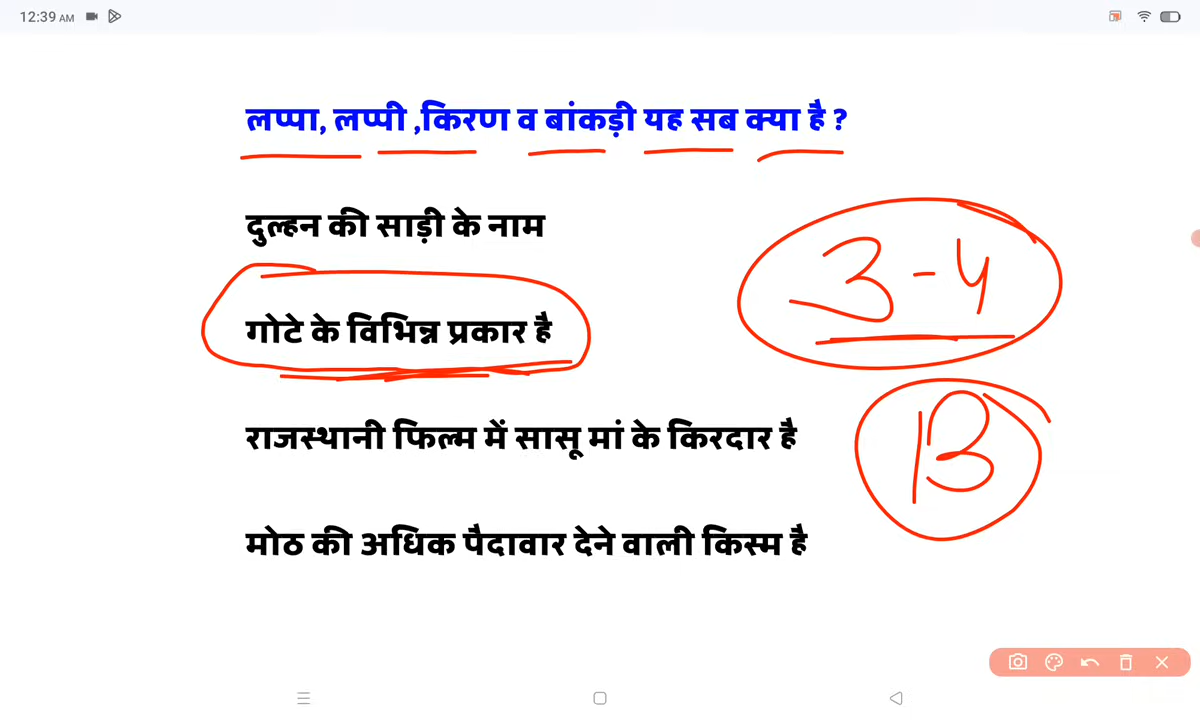 12:39 AM
लप्पा, लप्पी ,किरण व बांकड़ी यह सब क्या है ?
दुल्हन की साड़ी के नाम
3-4
गोटे के विभिन्न प्रकार है
राजस्थानी फिल्म में सासू मां के किरदार है
B
मोठ की अधिक पैदावार देने वाली किस्म है